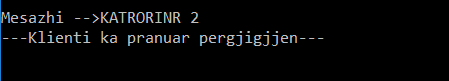 Mesazhi -->KATRORINR 2
---Klienti ka pranuar pergjigjjen---